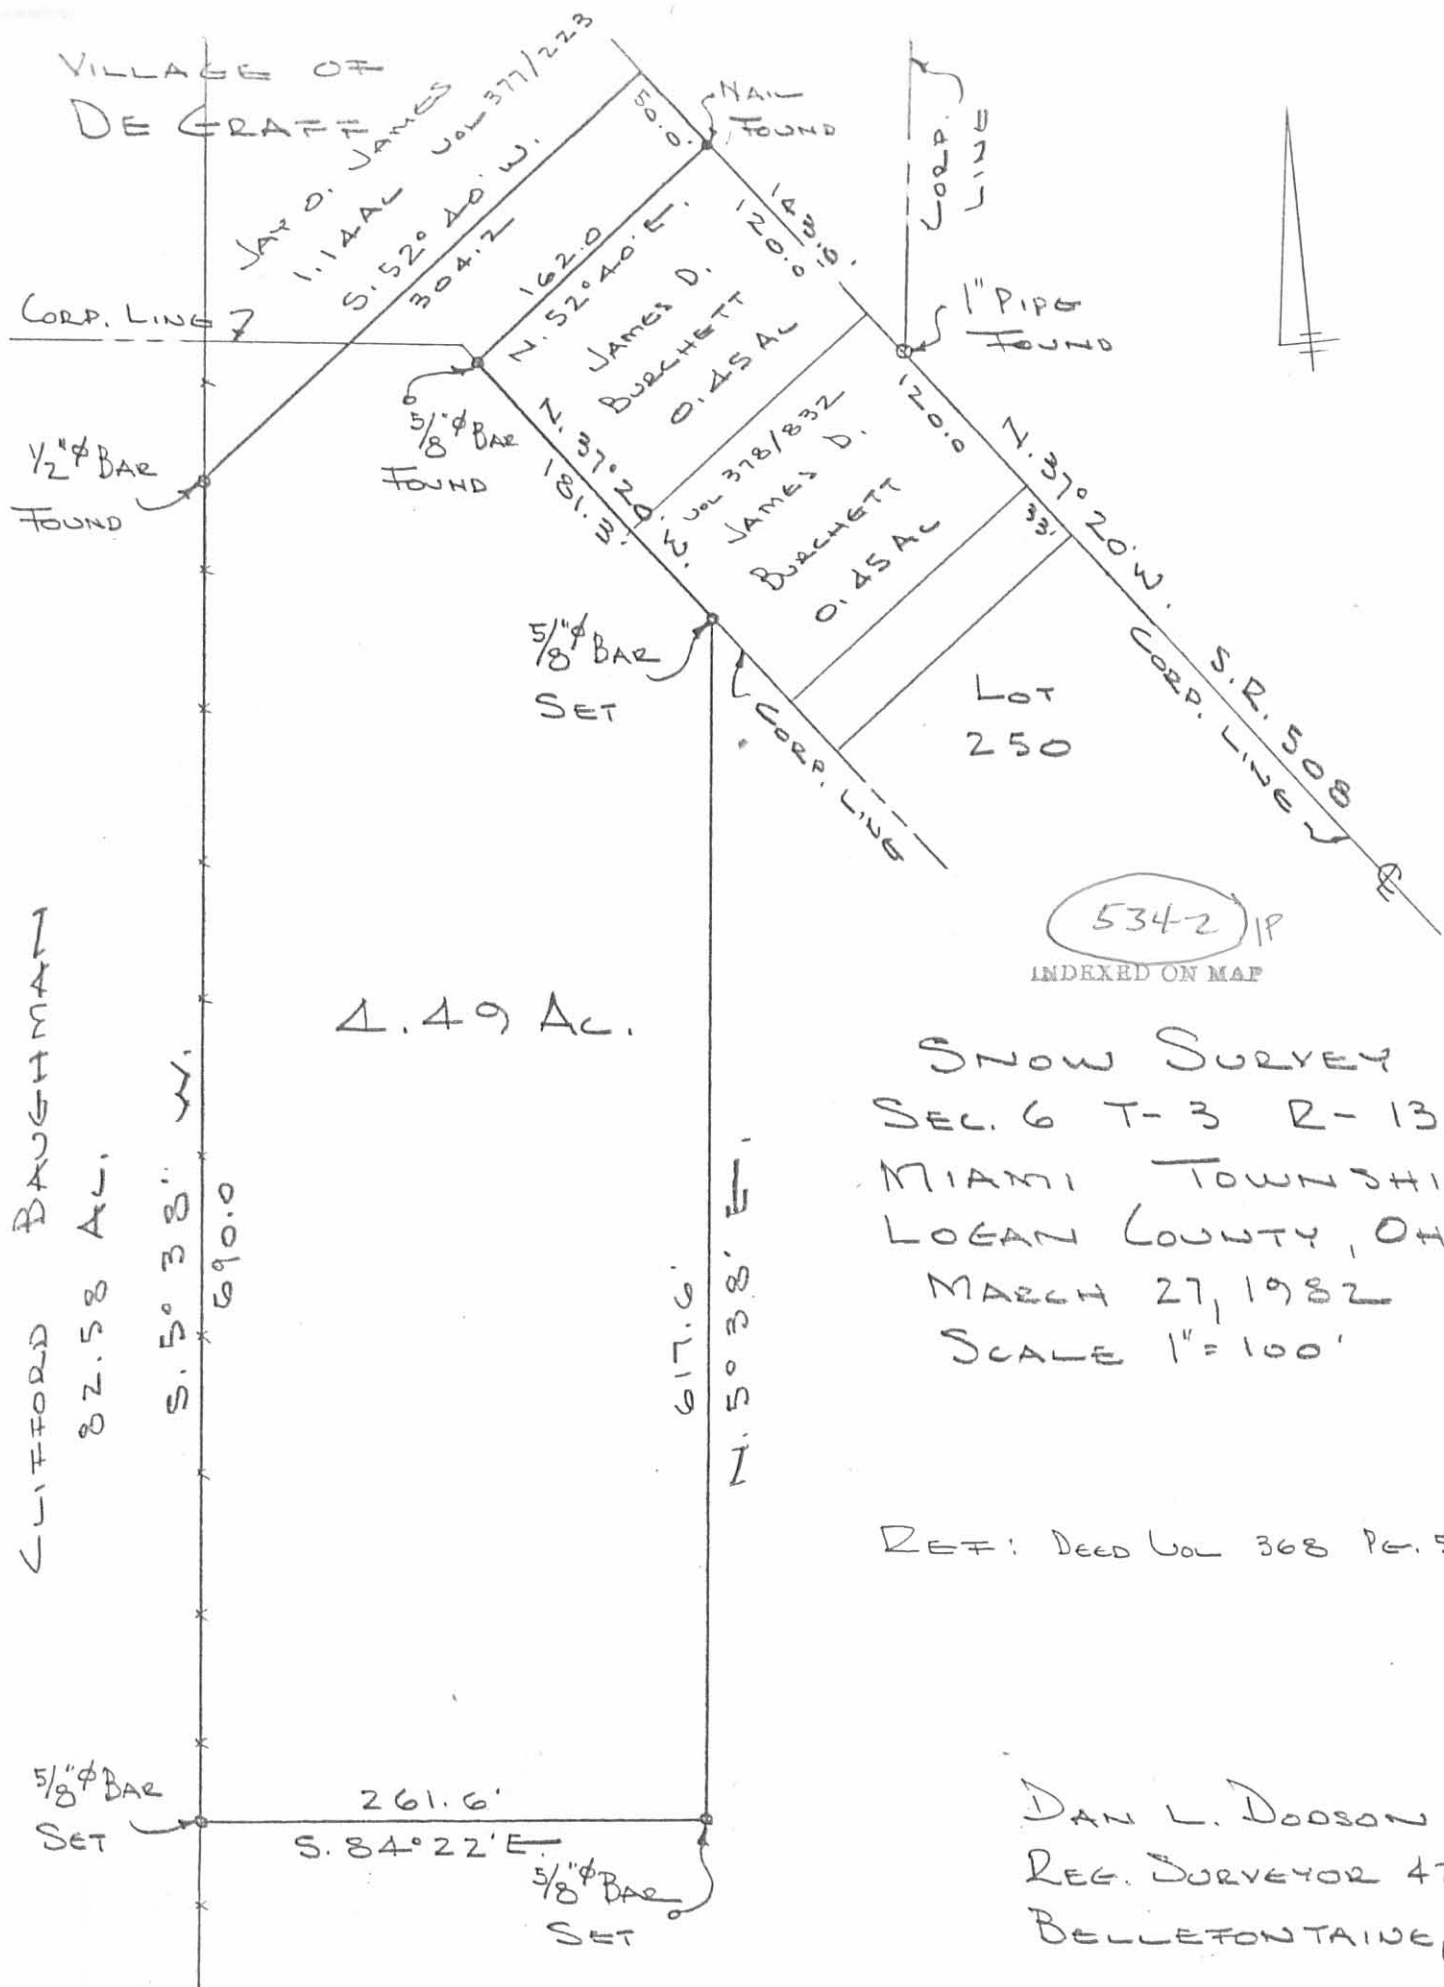 VILLAGE OF
DE GRAFF
JAY D. JAMES
1.14 AC VOL 377/223
S. 52° 40' W.
304.2
50.0'
NAIL
FOUND
CORP.
LINE
143.0'
120.0
162.0
N. 52° 40' E.
JAMES D.
BURCHETT
0.45 AC
CORP. LINE
1" PIPE
FOUND
5/8" ϕ BAR
FOUND
1/2" ϕ BAR
FOUND
N. 37° 20' W.
181.3'
VOL 378/832
JAMES D.
BURCHETT
0.45 AC
120.0
33'
N. 37° 20' W.
S.R. 508
CORP. LINE
5/8" ϕ BAR
SET
CORP. LINE
LOT
250
534-2 1P
INDEXED ON MAP
CLIFFORD BAUGHMAN
82.58 AC.
S. 5° 38' W.
690.0
4.49 AC.
617.6'
N. 5° 38' E.
SNOW SURVEY
SEC. 6 T-3 R-13
MIAMI TOWNSHI
LOGAN COUNTY, OH
MARCH 27, 1982
SCALE 1" = 100'
REF: DEED VOL 368 PG. 5
5/8" ϕ BAR
SET
261.6'
S. 84° 22' E.
5/8" ϕ BAR
SET
DAN L. DODSON
REG. SURVEYOR 47
BELLEFONTAINE,